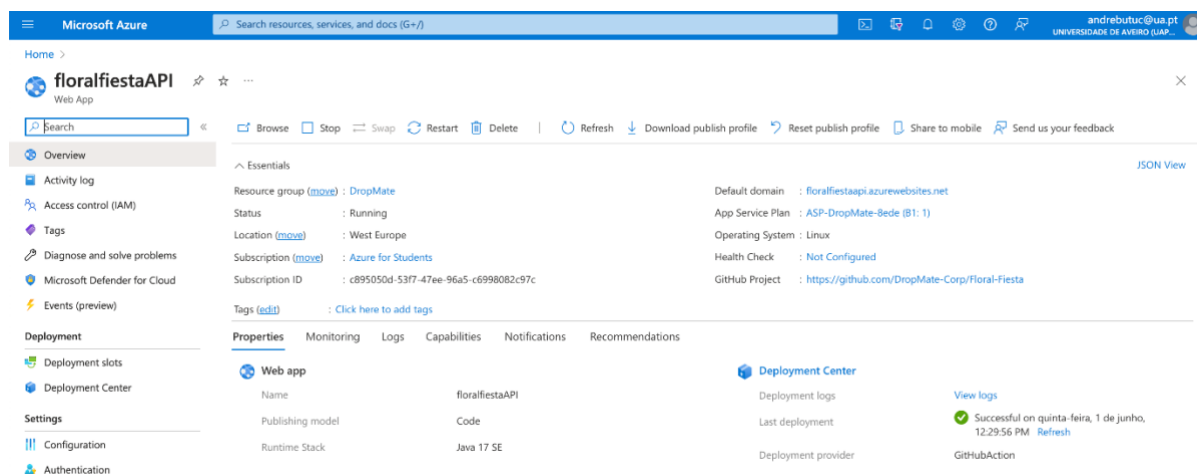 Microsoft Azure
Search resources, services, and docs (G+/)
andrebutuc@ua.pt
UNIVERSIDADE DE AVEIRO (UAP...
Home >
floralfiestaAPI
Web App
Search
Browse Stop Swap Restart Delete Refresh Download publish profile Reset publish profile Share to mobile Send us your feedback
Overview
Activity log
Access control (IAM)
Tags
Diagnose and solve problems
Microsoft Defender for Cloud
Events (preview)
Deployment
Deployment slots
Deployment Center
Settings
Configuration
Authentication
Essentials
JSON View
Resource group (move) : DropMate
Status : Running
Location (move) : West Europe
Subscription (move) : Azure for Students
Subscription ID : c895050d-53f7-47ee-96a5-c6998082c97c
Default domain : floralfiestaapi.azurewebsites.net
App Service Plan : ASP-DropMate-8ede (B1: 1)
Operating System : Linux
Health Check : Not Configured
GitHub Project : https://github.com/DropMate-Corp/Floral-Fiesta
Tags (edit) : Click here to add tags
Properties Monitoring Logs Capabilities Notifications Recommendations
Web app
Name floralfiestaAPI
Publishing model Code
Runtime Stack Java 17 SE
Deployment Center
Deployment logs View logs
Last deployment Successful on quinta-feira, 1 de junho,
12:29:56 PM Refresh
Deployment provider GitHubAction